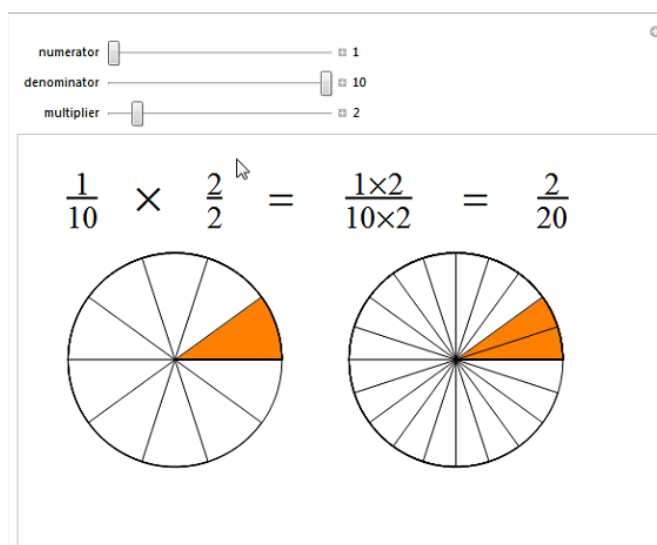 numerator 1
denominator 10
multiplier 2
1/10 × 2/2 = 1×2/10×2 = 2/20